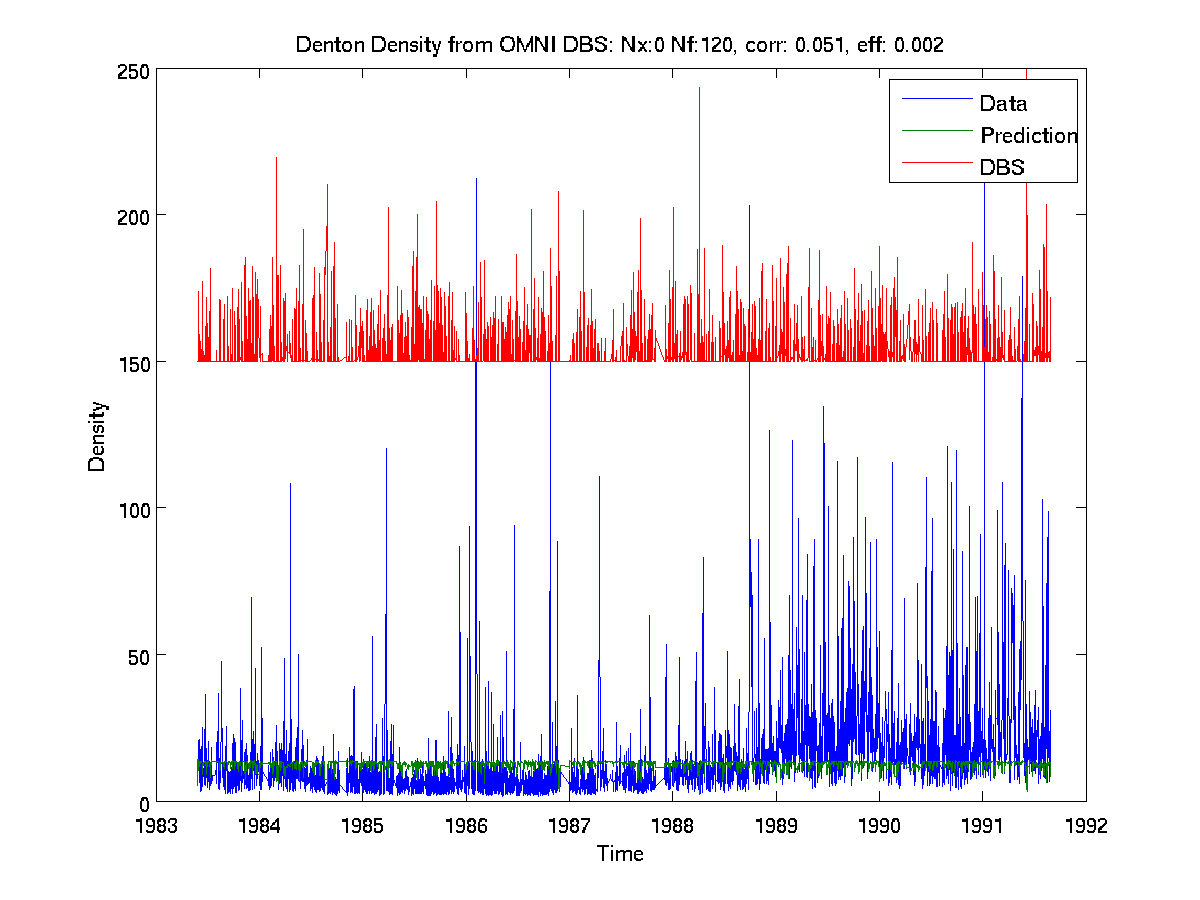 Denton Density from OMNI DBS: Nx:0 Nf:120, corr: 0.051, eff: 0.002
250
200
150
100
50
0
Density
Data
Prediction
DBS
1983 1984 1985 1986 1987 1988 1989 1990 1991 1992
Time